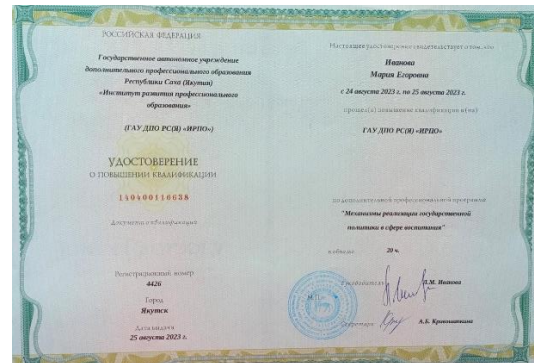 РОССИЙСКАЯ ФЕДЕРАЦИЯ
Государственное автономное учреждение
дополнительного профессионального образования
Республики Саха (Якутия)
«Институт развития профессионального
образования»
(ГАУ ДПО РС(Я) «ИРПО»)
УДОСТОВЕРЕНИЕ
О ПОВЫШЕНИИ КВАЛИФИКАЦИИ
140400116638
Документ о квалификации
Регистрационный номер
4426
Город
Якутск
Дата выдачи
25 августа 2023 г.
Настоящее удостоверение свидетельствует о том, что
Иванова
Мария Егоровна
с 24 августа 2023 г. по 25 августа 2023 г.
прошел(а) повышение квалификации в (на)
ГАУ ДПО РС(Я) «ИРПО»
по дополнительной профессиональной программе
"Механизмы реализации государственной
политики в сфере воспитания"
в объёме 20 ч.
М.П.
Руководитель Л.М. Иванова
Секретарь А.Б. Кривошапкина